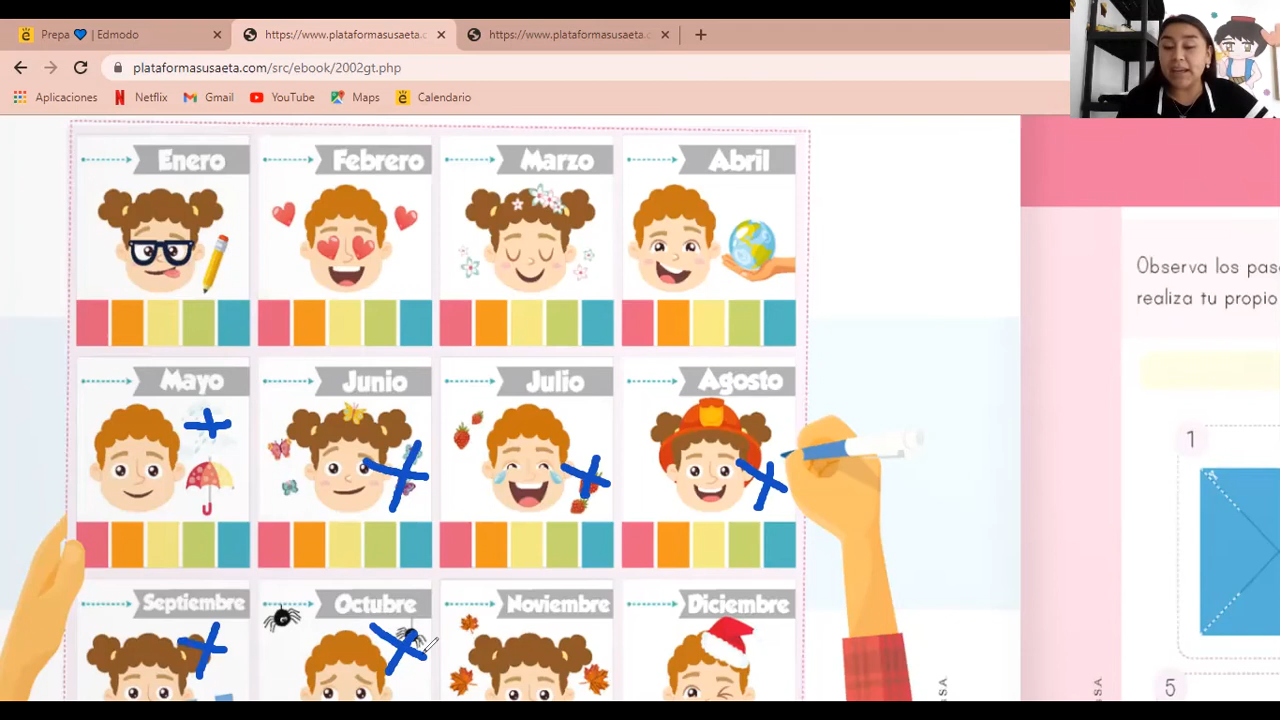 Prepa 💙 | Edmodo
https://www.plataformasusaeta.c
https://www.plataformasusaeta.c
plataformasusaeta.com/src/ebook/2002gt.php
Aplicaciones Netflix Gmail YouTube Maps Calendario
Enero Febrero Marzo Abril
Mayo Junio Julio Agosto
Septiembre Octubre Noviembre Diciembre
Observa los pas
realiza tu propio
1
5
S.A.
S.A.